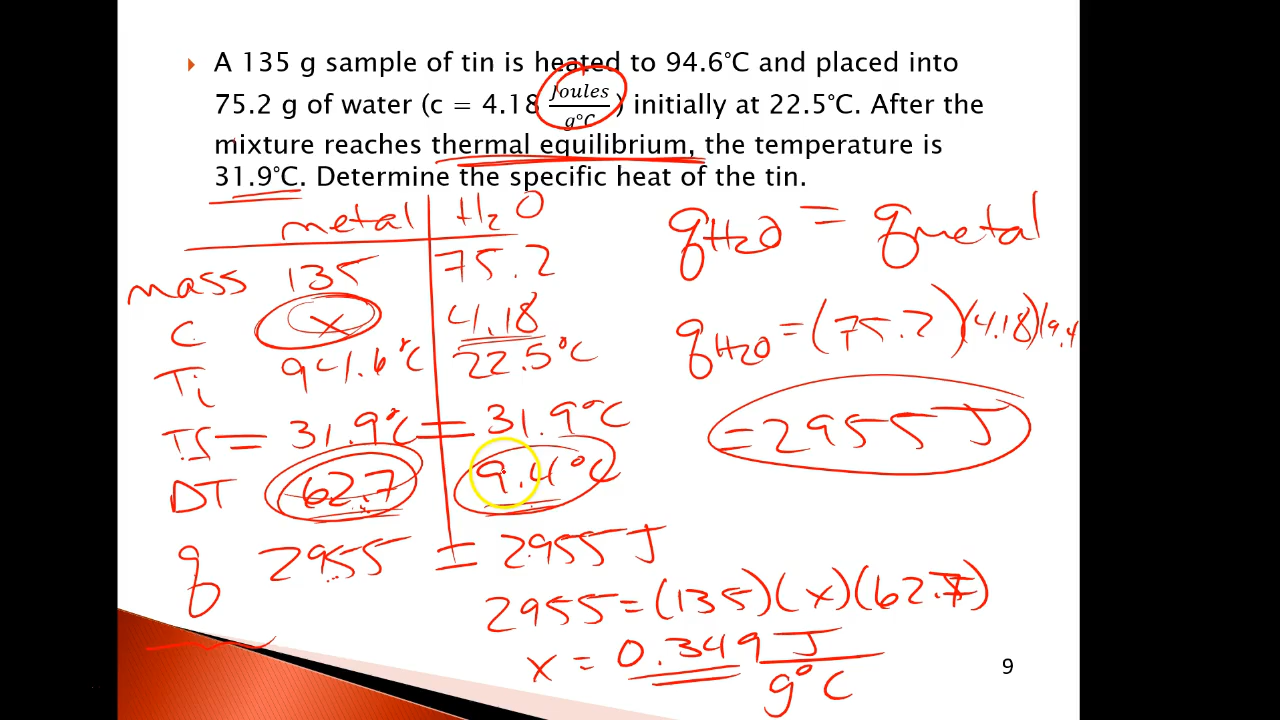 A 135 g sample of tin is heated to 94.6°C and placed into
75.2 g of water (c = 4.18 Joules/g°C) initially at 22.5°C. After the
mixture reaches thermal equilibrium, the temperature is
31.9°C. Determine the specific heat of the tin.
metal H₂O
mass 135 75.2
C x 4.18
Ti 94.6°C 22.5°C
Tf = 31.9°C = 31.9°C
DT 62.7 9.4°C
q 2955 = 2955 J
qH₂O = qmetal
qH₂O = (75.2)(4.18)(9.4
= 2955 J
2955 = (135)(x)(62.7)
x = 0.349 J/g°C
9